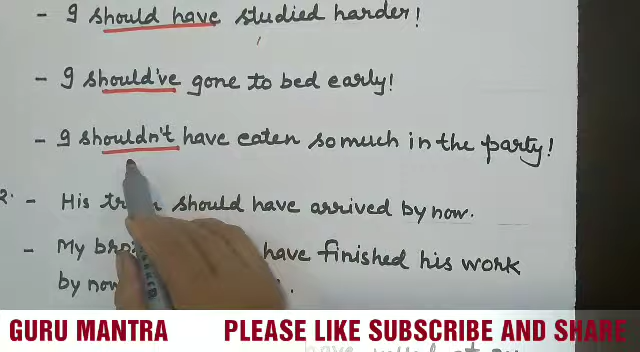 - I should have studied harder!
- I should've gone to bed early!
- I shouldn't have eaten so much in the party!
2. - His should have arrived by now.
- My have finished his work
by now
GURU MANTRA PLEASE LIKE SUBSCRIBE AND SHARE